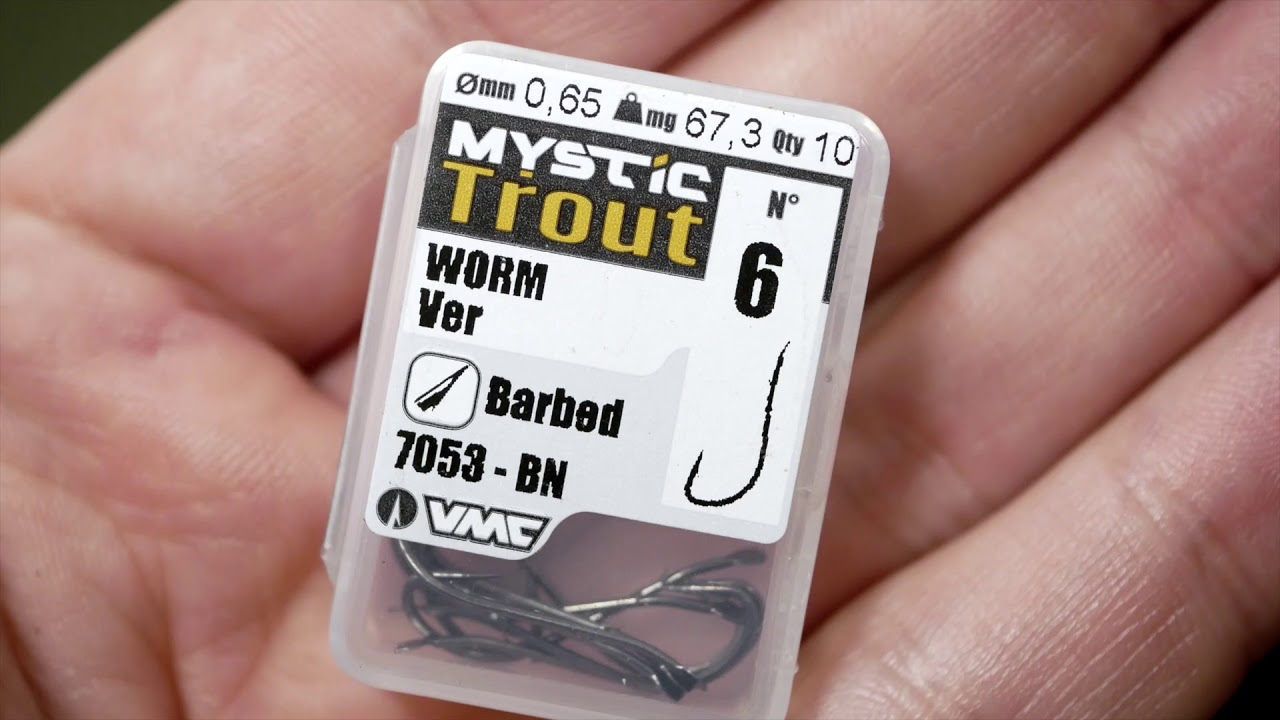 Ømm 0,65 mg 67,3 Qty 10
MYSTIC
Trout
N°
6
WORM
Ver
Barbed
7053 - BN
VMC